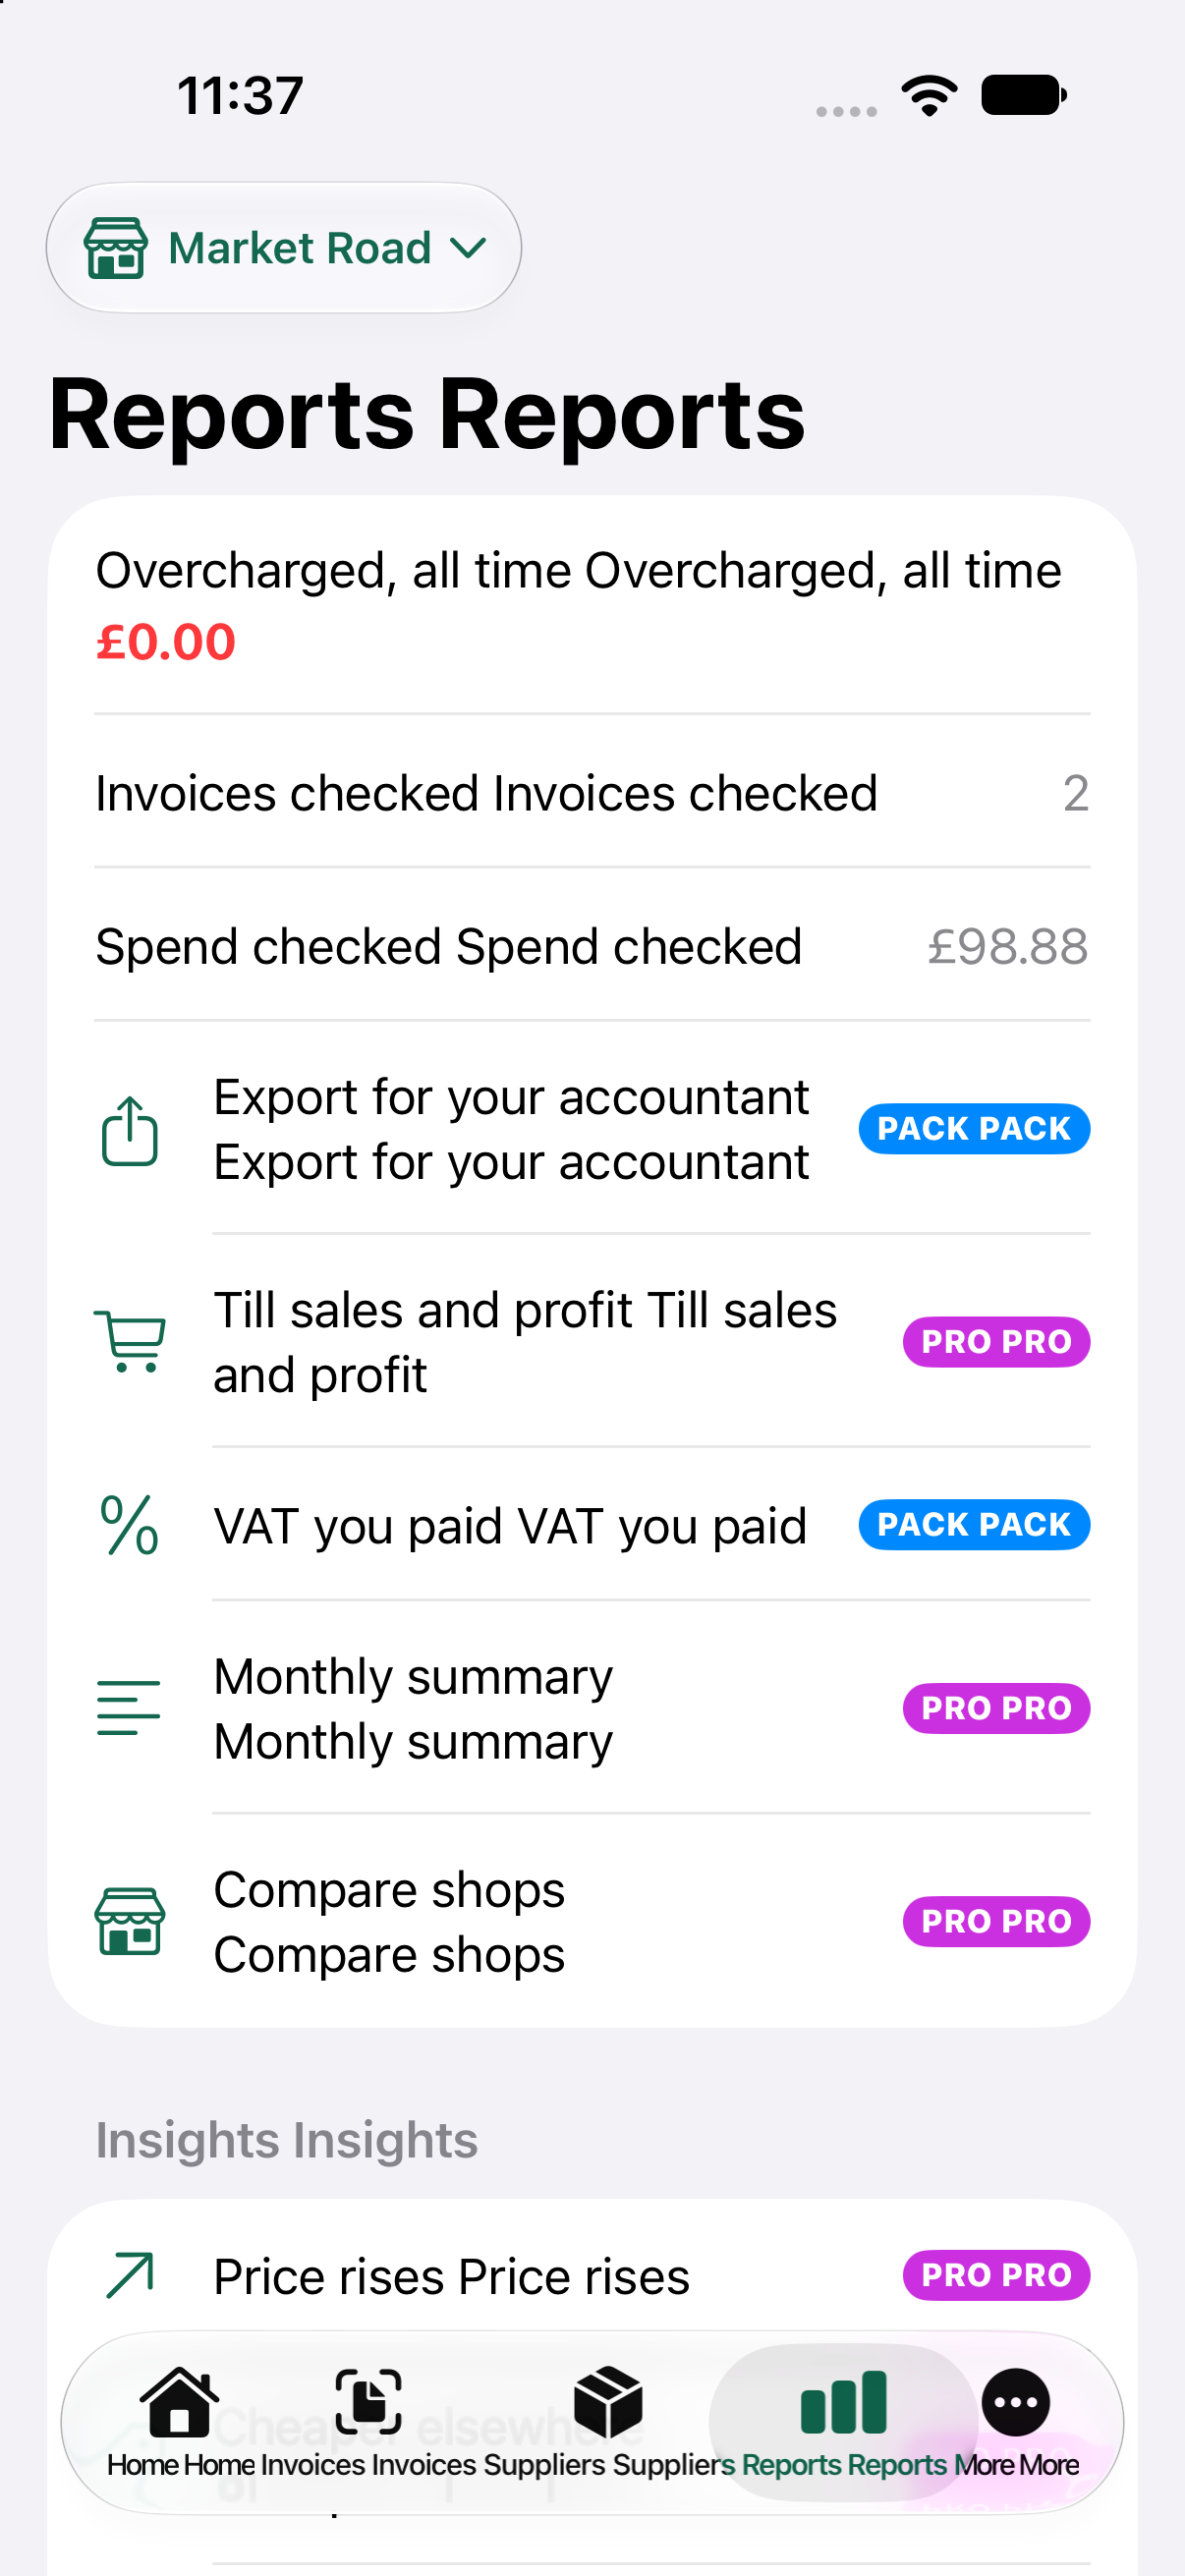 11:37
Market Road
Reports Reports
Overcharged, all time Overcharged, all time
£0.00
Invoices checked Invoices checked 2
Spend checked Spend checked £98.88
Export for your accountant
Export for your accountant
PACK PACK
Till sales and profit Till sales
and profit
PRO PRO
VAT you paid VAT you paid PACK PACK
Monthly summary
Monthly summary
PRO PRO
Compare shops
Compare shops
PRO PRO
Insights Insights
Price rises Price rises PRO PRO
Cheaper elsewhere
Home Home Invoices Invoices Suppliers Suppliers Reports Reports More More